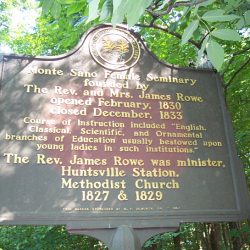 Monte Sano Female Seminary
founded by
The Rev. and Mrs. James Rowe
opened February, 1830
closed December, 1833
Course of Instruction included "English,
Classical, Scientific, and Ornamental
branches of Education usually bestowed upon
young ladies in such institutions."
The Rev. James Rowe was minister,
Huntsville Station,
Methodist Church
1827 & 1829